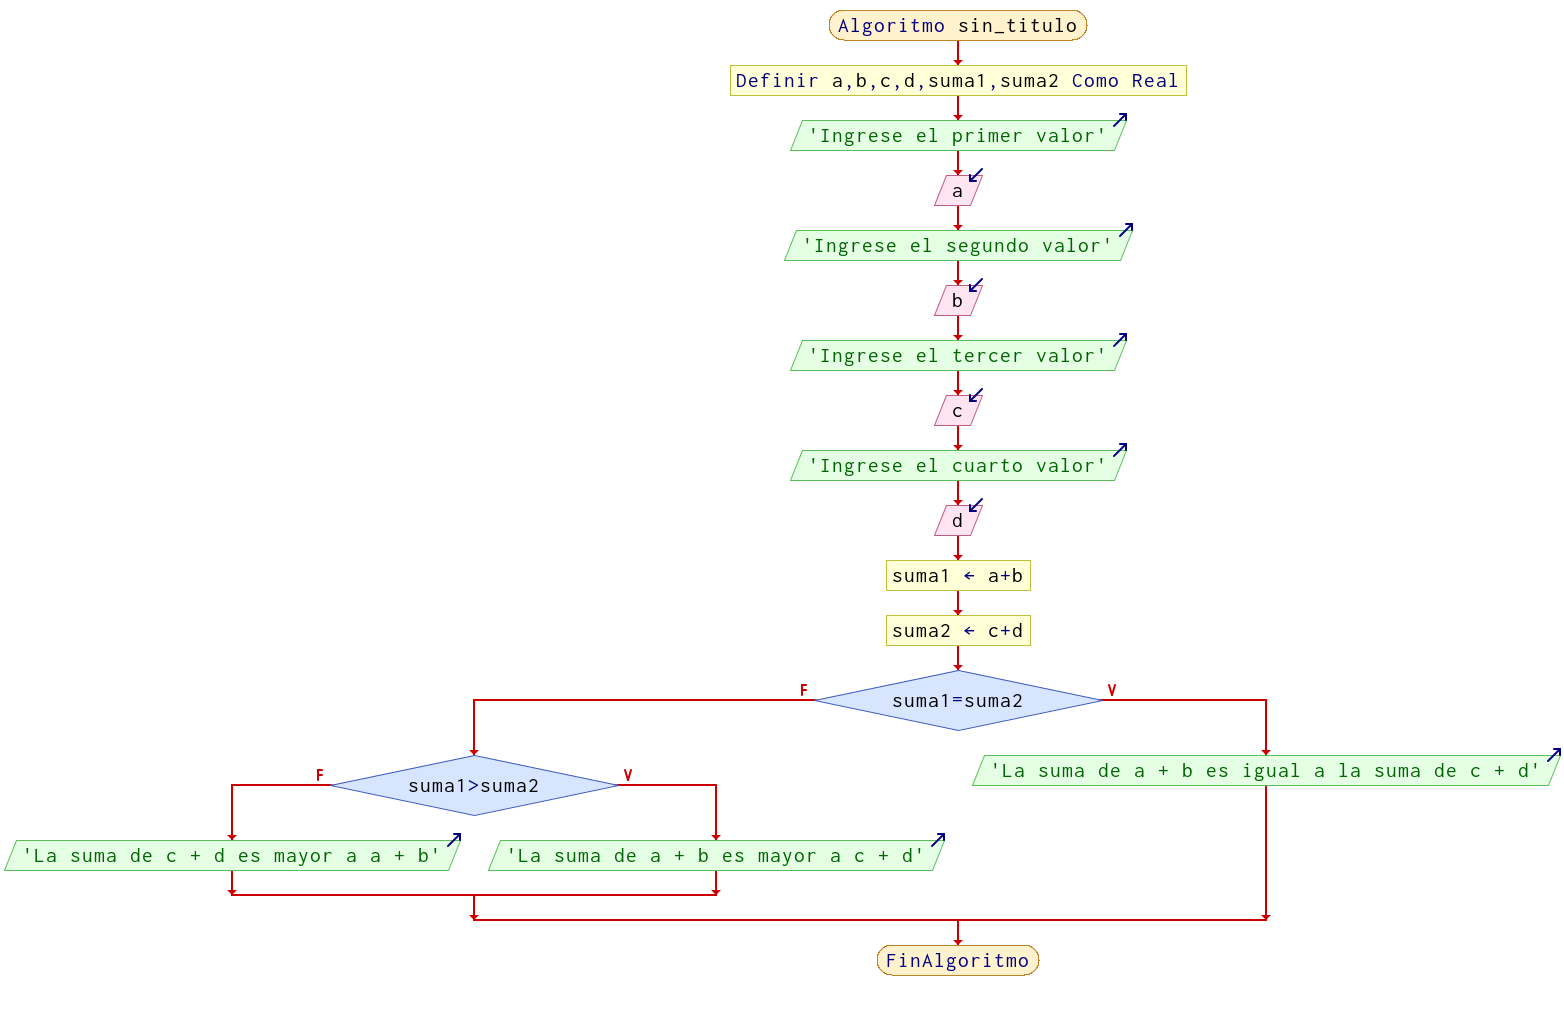 Algoritmo sin_titulo
Definir a,b,c,d,suma1,suma2 Como Real
'Ingrese el primer valor'
a
'Ingrese el segundo valor'
b
'Ingrese el tercer valor'
c
'Ingrese el cuarto valor'
d
suma1 ← a+b
suma2 ← c+d
F
suma1=suma2
V
F
suma1>suma2
V
'La suma de a + b es igual a la suma de c + d'
'La suma de c + d es mayor a a + b'
'La suma de a + b es mayor a c + d'
FinAlgoritmo